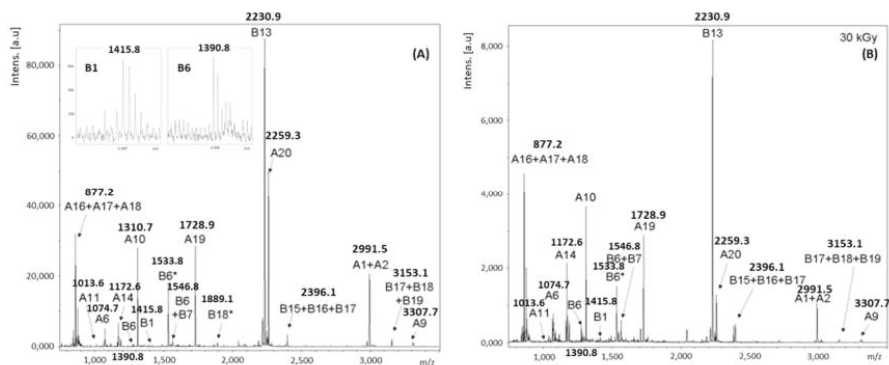 2230.9
B13
(A)
Intens. [a.u]
80,000
60,000
40,000
20,000
0,000
1415.8
B1
1390.8
B6
2259.3
A20
877.2
A16+A17+A18
1310.7
A10
1728.9
A19
1533.8
B6*
1546.8
B6
+B7
1013.6
A11
1172.6
A14
1074.7
A6
B6
1390.8
1415.8
B1
1889.1
B18*
2396.1
B15+B16+B17
2991.5
A1+A2
3153.1
B17+B18
+B19
3307.7
A9
1,000
1,500
2,000
2,500
3,000
m/z
2230.9
B13
30 kGy
(B)
Intens. [a.u]
8,000
6,000
4,000
2,000
0,000
877.2
A16+A17+A18
A10
1728.9
A19
1172.6
A14
1546.8
B6+B7
1533.8
B6*
1074.7
A6
1013.6
A11
B6
1390.8
1415.8
B1
2259.3
A20
2396.1
B15+B16+B17
3153.1
B17+B18+B19
2991.5
A1+A2
3307.7
A9
1,000
1,500
2,000
2,500
3,000
m/z